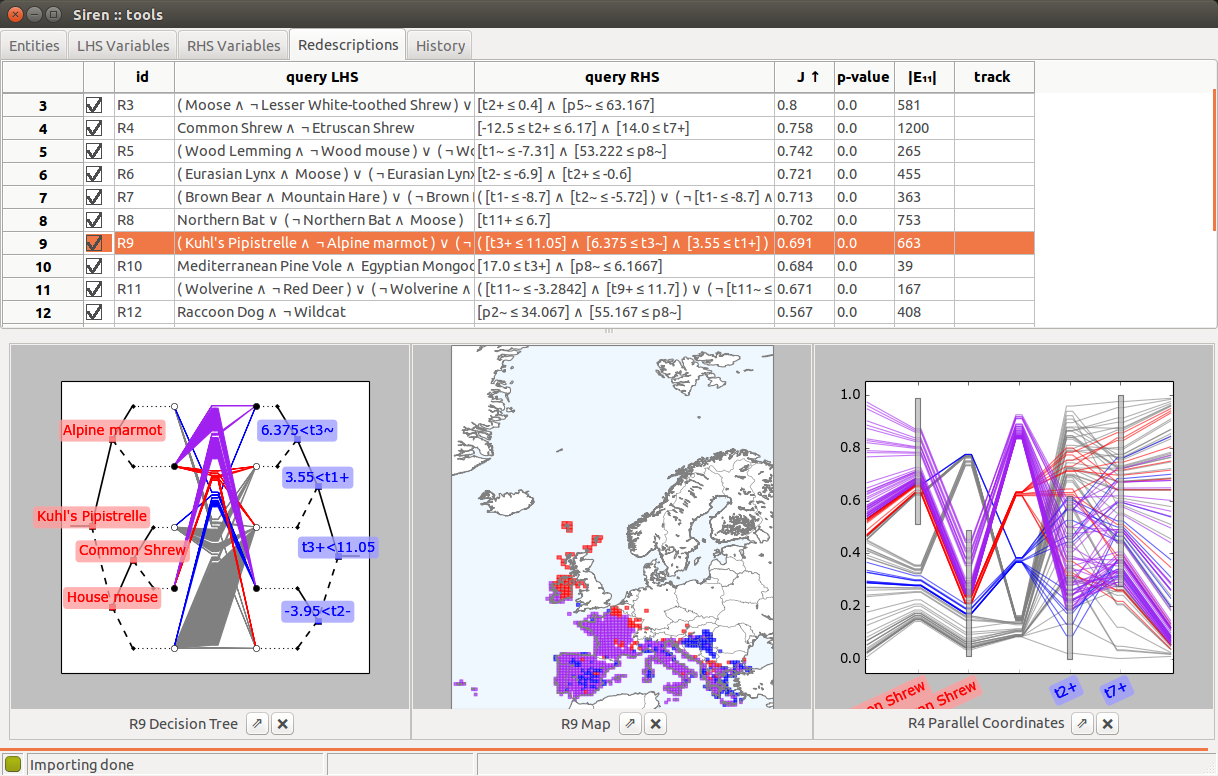 Siren :: tools
Entities LHS Variables RHS Variables Redescriptions History
id query LHS query RHS J ↑ p-value |E₁₁| track
3 R3 ( Moose ∧ ¬ Lesser White-toothed Shrew ) ∨ [t2+ ≤ 0.4] ∧ [p5~ ≤ 63.167] 0.8 0.0 581
4 R4 Common Shrew ∧ ¬ Etruscan Shrew [-12.5 ≤ t2+ ≤ 6.17] ∧ [14.0 ≤ t7+] 0.758 0.0 1200
5 R5 ( Wood Lemming ∧ ¬ Wood mouse ) ∨ ( ¬ Wo [t1~ ≤ -7.31] ∧ [53.222 ≤ p8~] 0.742 0.0 265
6 R6 ( Eurasian Lynx ∧ Moose ) ∨ ( ¬ Eurasian Lynx [t2- ≤ -6.9] ∧ [t2+ ≤ -0.6] 0.721 0.0 455
7 R7 ( Brown Bear ∧ Mountain Hare ) ∨ ( ¬ Brown ( [t1- ≤ -8.7] ∧ [t2~ ≤ -5.72] ) ∨ ( ¬ [t1- ≤ -8.7] ∧ 0.713 0.0 363
8 R8 Northern Bat ∨ ( ¬ Northern Bat ∧ Moose ) [t11+ ≤ 6.7] 0.702 0.0 753
9 R9 ( Kuhl's Pipistrelle ∧ ¬ Alpine marmot ) ∨ ( ¬ ( [t3+ ≤ 11.05] ∧ [6.375 ≤ t3~] ∧ [3.55 ≤ t1+] ) 0.691 0.0 663
10 R10 Mediterranean Pine Vole ∧ Egyptian Mongoo [17.0 ≤ t3+] ∧ [p8~ ≤ 6.1667] 0.684 0.0 39
11 R11 ( Wolverine ∧ ¬ Red Deer ) ∨ ( ¬ Wolverine ∧ ( [t11~ ≤ -3.2842] ∧ [t9+ ≤ 11.7] ) ∨ ( ¬ [t11~ ≤ 0.671 0.0 167
12 R12 Raccoon Dog ∧ ¬ Wildcat [p2~ ≤ 34.067] ∧ [55.167 ≤ p8~] 0.567 0.0 408
Alpine marmot
Kuhl's Pipistrelle
Common Shrew
House mouse
6.375<t3~
3.55<t1+
t3+<11.05
-3.95<t2-
1.0
0.8
0.6
0.4
0.2
0.0
on Shrew
on Shrew
t2+
t7+
R9 Decision Tree
R9 Map
R4 Parallel Coordinates
Importing done